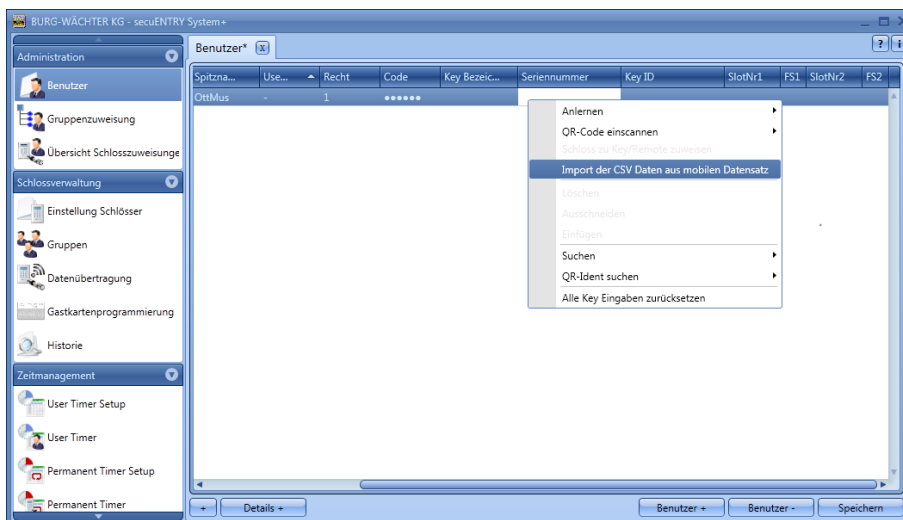 BURG-WÄCHTER KG - secuENTRY System+
Administration
Benutzer
Gruppenzuweisung
Übersicht Schlosszuweisunge
Schlossverwaltung
Einstellung Schlösser
Gruppen
Datenübertragung
Gastkartenprogrammierung
Historie
Zeitmanagement
User Timer Setup
User Timer
Permanent Timer Setup
Permanent Timer
Benutzer* x
? i
Spitzna... Use... Recht Code Key Bezeic... Seriennummer Key ID SlotNr1 FS1 SlotNr2 FS2
OttMus - 1 ●●●●●●
Anlernen
QR-Code einscannen
Schloss zu Key/Remote zuweisen
Import der CSV Daten aus mobilen Datensatz
Löschen
Ausschneiden
Einfügen
Suchen
QR-Ident suchen
Alle Key Eingaben zurücksetzen
+ Details + Benutzer + Benutzer - Speichern